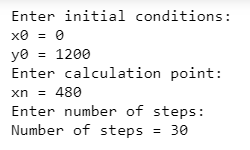 Enter initial conditions:
x0 = 0
y0 = 1200
Enter calculation point:
xn = 480
Enter number of steps:
Number of steps = 30